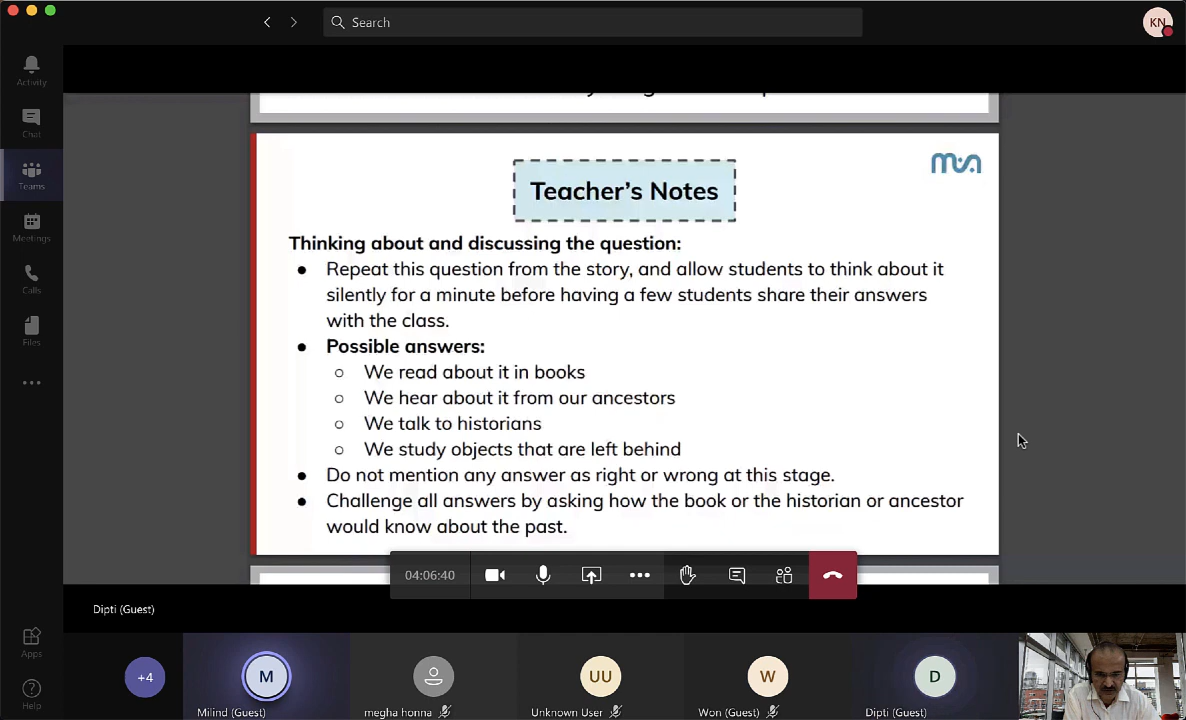 Search
KN
Activity
Chat
Teams
Meetings
Calls
Files
Apps
Help
Teacher's Notes
Thinking about and discussing the question:
● Repeat this question from the story, and allow students to think about it
silently for a minute before having a few students share their answers
with the class.
● Possible answers:
○ We read about it in books
○ We hear about it from our ancestors
○ We talk to historians
○ We study objects that are left behind
● Do not mention any answer as right or wrong at this stage.
● Challenge all answers by asking how the book or the historian or ancestor
would know about the past.
04:06:40
Dipti (Guest)
+4
M
UU
W
D
Milind (Guest)
megha honna
Unknown User
Won (Guest)
Dipti (Guest)